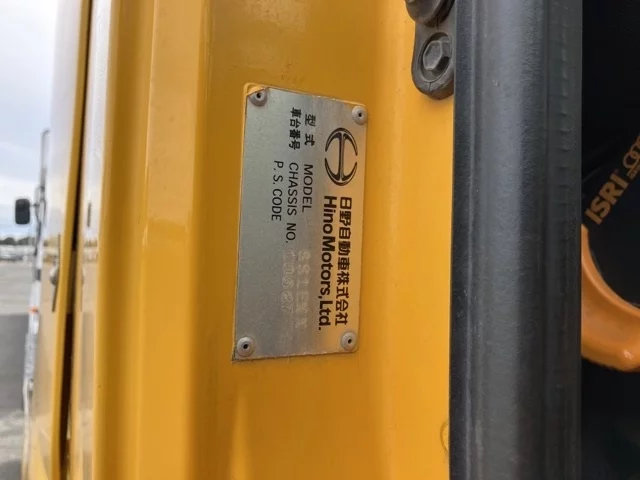 日野自動車株式会社
Hino Motors, Ltd.
型式 MODEL
車台番号 CHASSIS NO.
P. S. CODE
ISRI